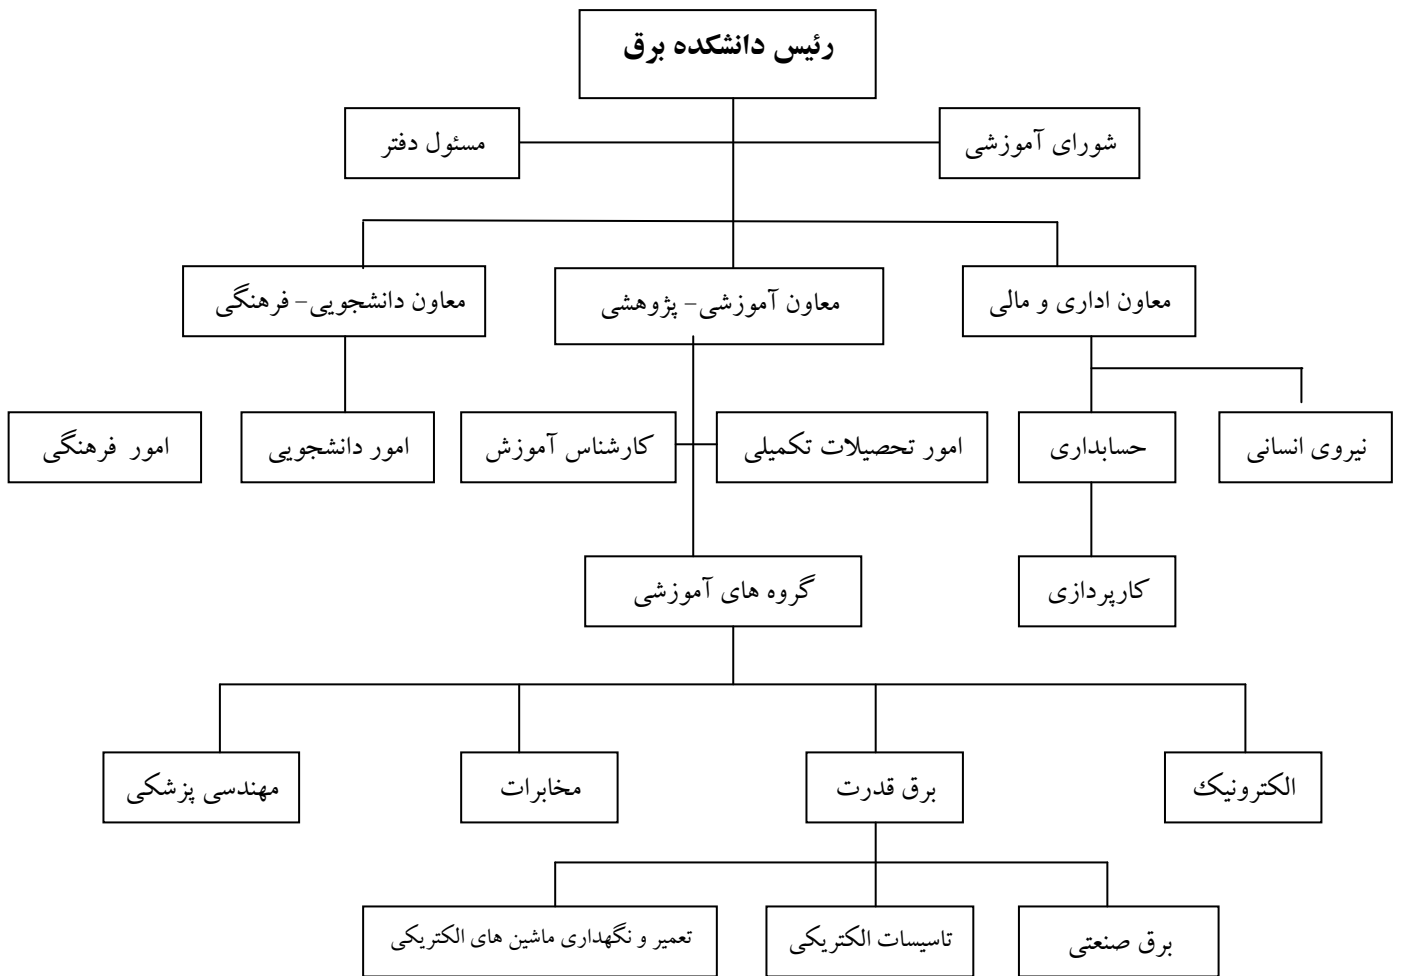 رئیس دانشکده برق
شورای آموزشی
مسئول دفتر
معاون اداری و مالی
معاون آموزشی– پژوهشی
معاون دانشجویی– فرهنگی
نیروی انسانی
حسابداری
امور تحصیلات تکمیلی
کارشناس آموزش
امور دانشجویی
امور فرهنگی
کارپردازی
گروه های آموزشی
الکترونیک
برق قدرت
مخابرات
مهندسی پزشکی
برق صنعتی
تاسیسات الکتریکی
تعمیر و نگهداری ماشین های الکتریکی